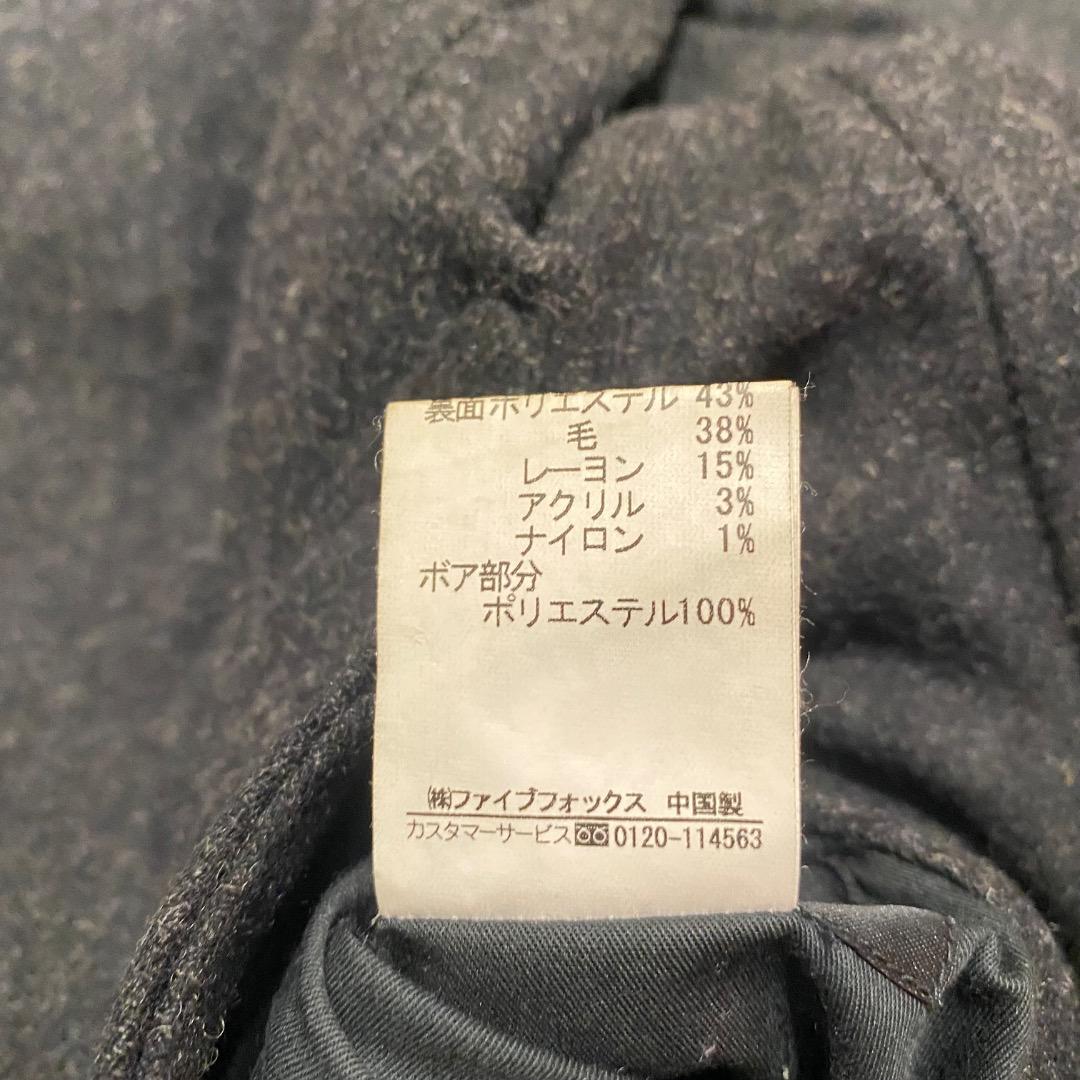 裏面ポリエステル 43%
毛 38%
レーヨン 15%
アクリル 3%
ナイロン 1%
ボア部分
ポリエステル100%
㈱ファイブフォックス 中国製
カスタマーサービス 0120-114563